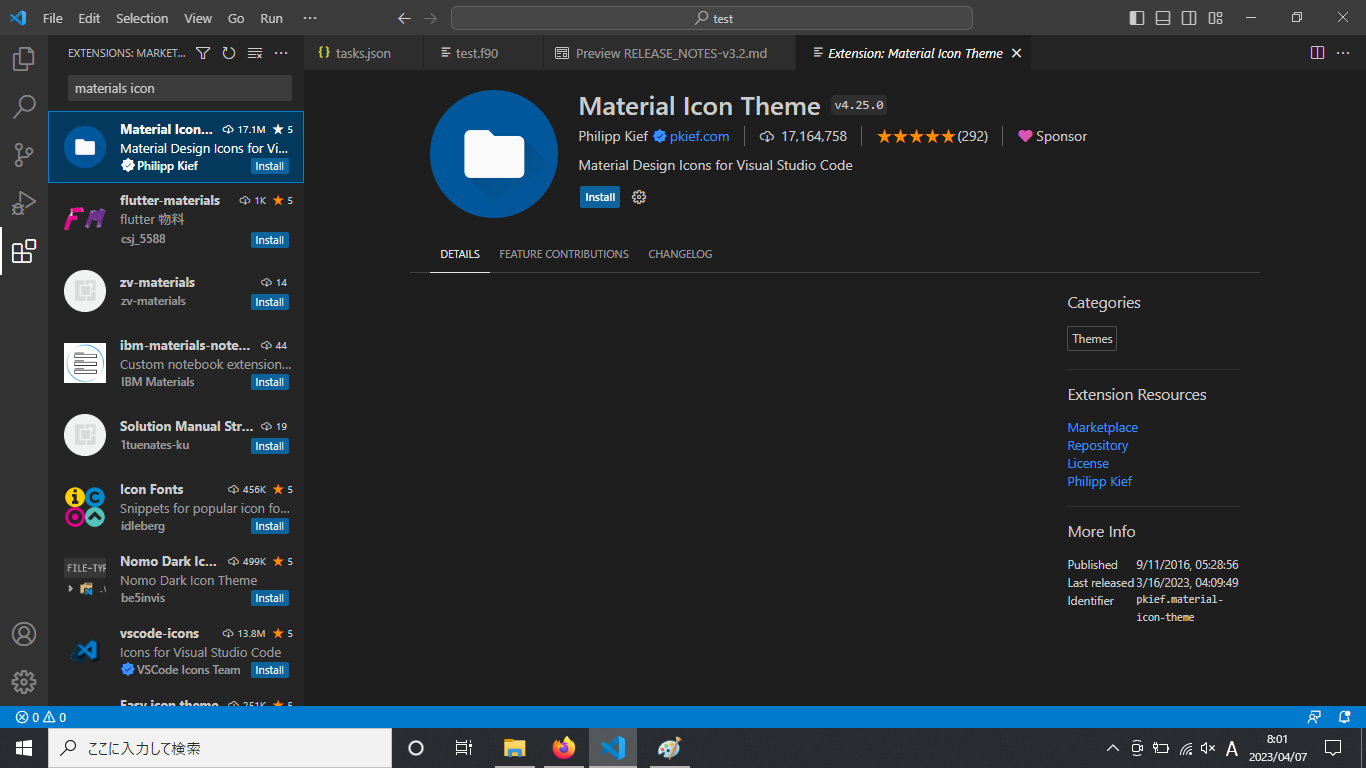 File Edit Selection View Go Run ···
test
EXTENSIONS: MARKET...
tasks.json
test.f90
Preview RELEASE_NOTES-v3.2.md
Extension: Material Icon Theme
materials icon
Material Icon... 17.1M ★ 5
Material Design Icons for Vi...
Philipp Kief Install
flutter-materials 1K ★ 5
flutter 物料
csj_5588 Install
zv-materials 14
zv-materials Install
ibm-materials-note... 44
Custom notebook extension...
IBM Materials Install
Solution Manual Str... 19
1tuenates-ku Install
Icon Fonts 456K ★ 5
Snippets for popular icon fo...
idleberg Install
FILE-TYP
Nomo Dark Ic... 499K ★ 5
Nomo Dark Icon Theme
be5invis Install
vscode-icons 13.8M ★ 5
Icons for Visual Studio Code
VSCode Icons Team Install
Easy icon theme 251K ★ 5
Material Icon Theme v4.25.0
Philipp Kief pkief.com 17,164,758 ★★★★★(292) Sponsor
Material Design Icons for Visual Studio Code
Install
DETAILS FEATURE CONTRIBUTIONS CHANGELOG
Categories
Themes
Extension Resources
Marketplace
Repository
License
Philipp Kief
More Info
Published 9/11/2016, 05:28:56
Last released 3/16/2023, 04:09:49
Identifier pkief.material-
icon-theme
0 0
ここに入力して検索
A
8:01
2023/04/07